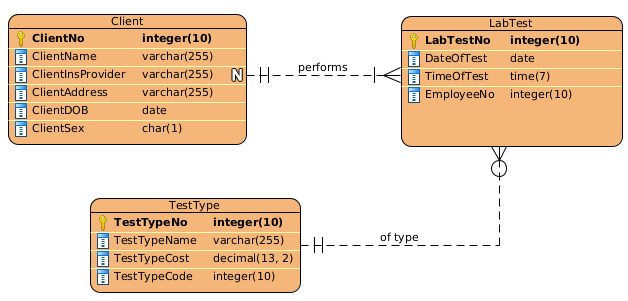 Client
ClientNo integer(10)
ClientName varchar(255)
ClientInsProvider varchar(255)
ClientAddress varchar(255)
ClientDOB date
ClientSex char(1)
N
performs
LabTest
LabTestNo integer(10)
DateOfTest date
TimeOfTest time(7)
EmployeeNo integer(10)
TestType
TestTypeNo integer(10)
TestTypeName varchar(255)
TestTypeCost decimal(13, 2)
TestTypeCode integer(10)
of type